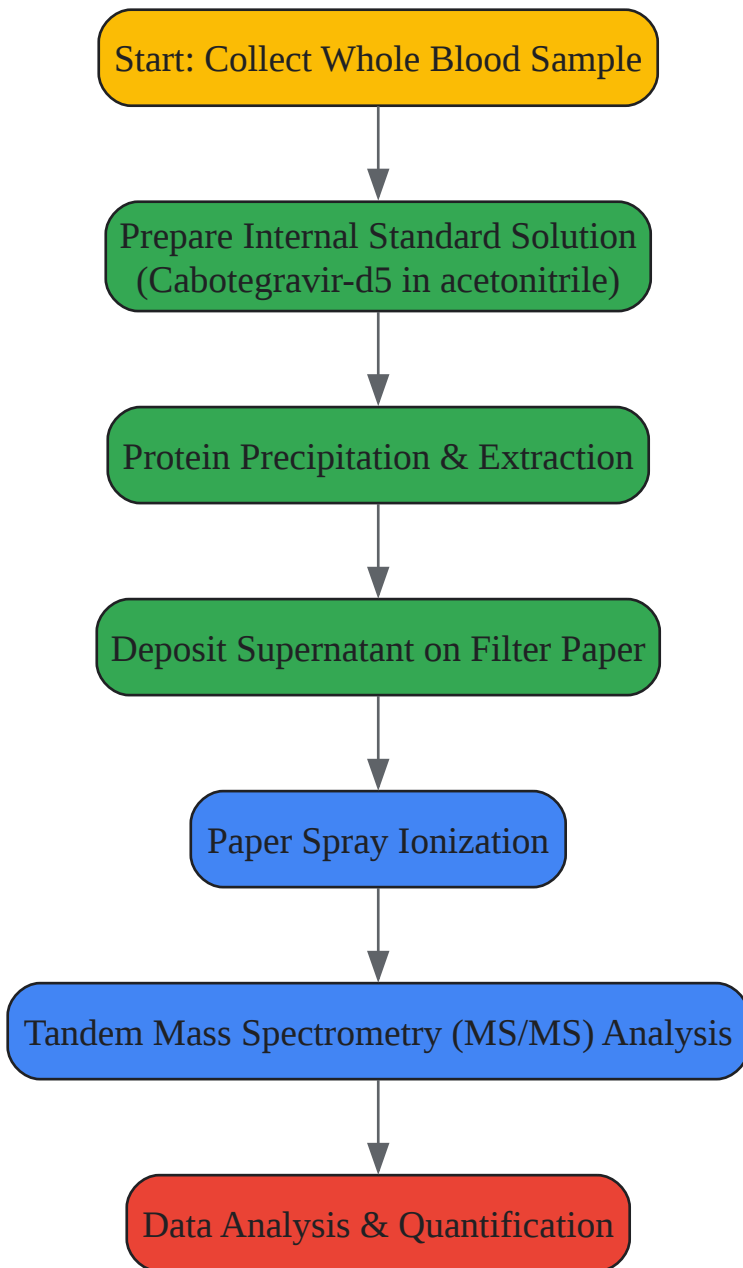 Start: Collect Whole Blood Sample
Prepare Internal Standard Solution
(Cabotegravir-d5 in acetonitrile)
Protein Precipitation & Extraction
Deposit Supernatant on Filter Paper
Paper Spray Ionization
Tandem Mass Spectrometry (MS/MS) Analysis
Data Analysis & Quantification